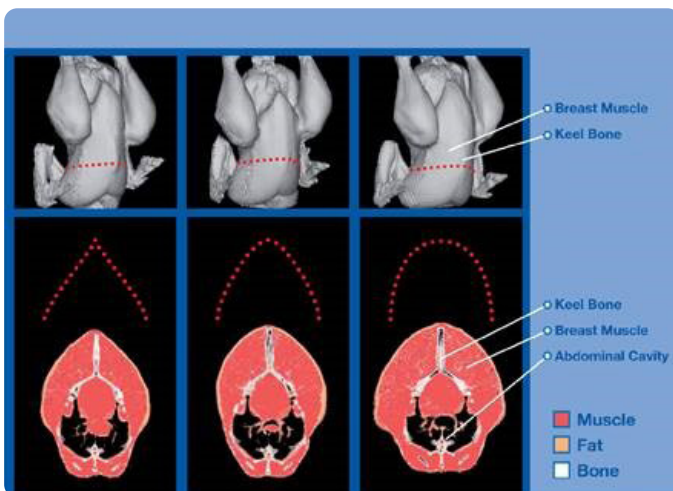 Breast Muscle
Keel Bone
Keel Bone
Breast Muscle
Abdominal Cavity
Muscle
Fat
Bone